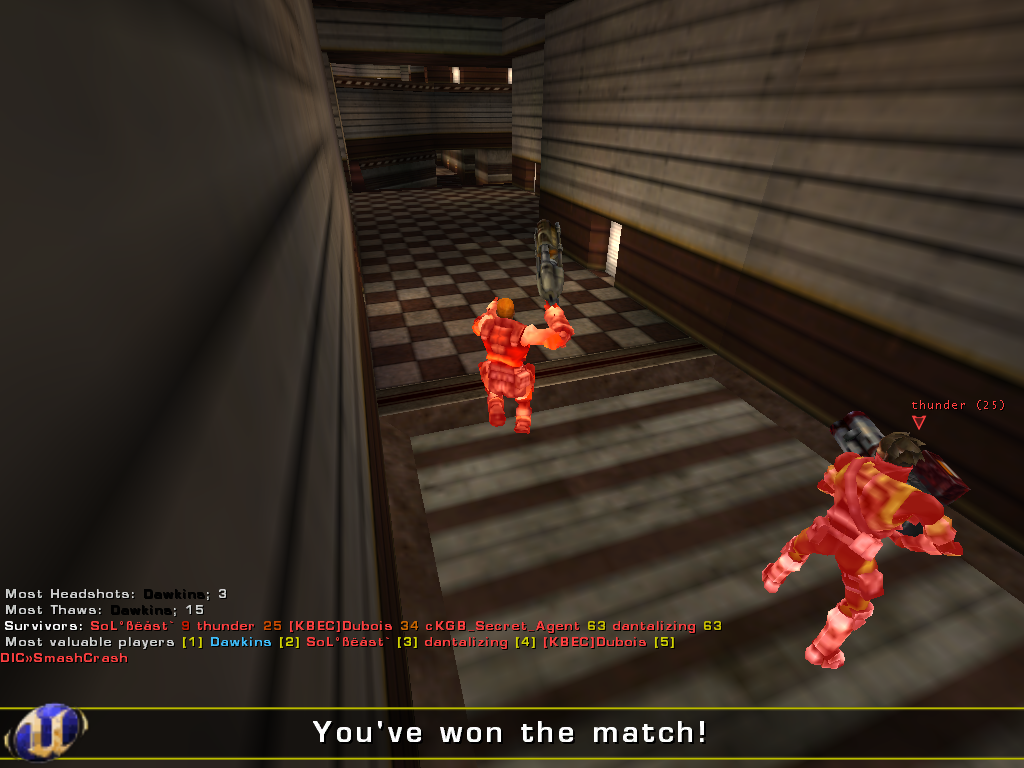 thunder (25)
Most Headshots: Dawkins; 3
Most Thaws: Dawkins; 15
Survivors: SoL°ßëâst` 9 thunder 25 [KBEC]Dubois 34 cKGB_Secret_Agent 63 dantalizing 63
Most valuable players [1] Dawkins [2] SoL°ßëâst` [3] dantalizing [4] [KBEC]Dubois [5]
DIC»SmashCrash
You've won the match!